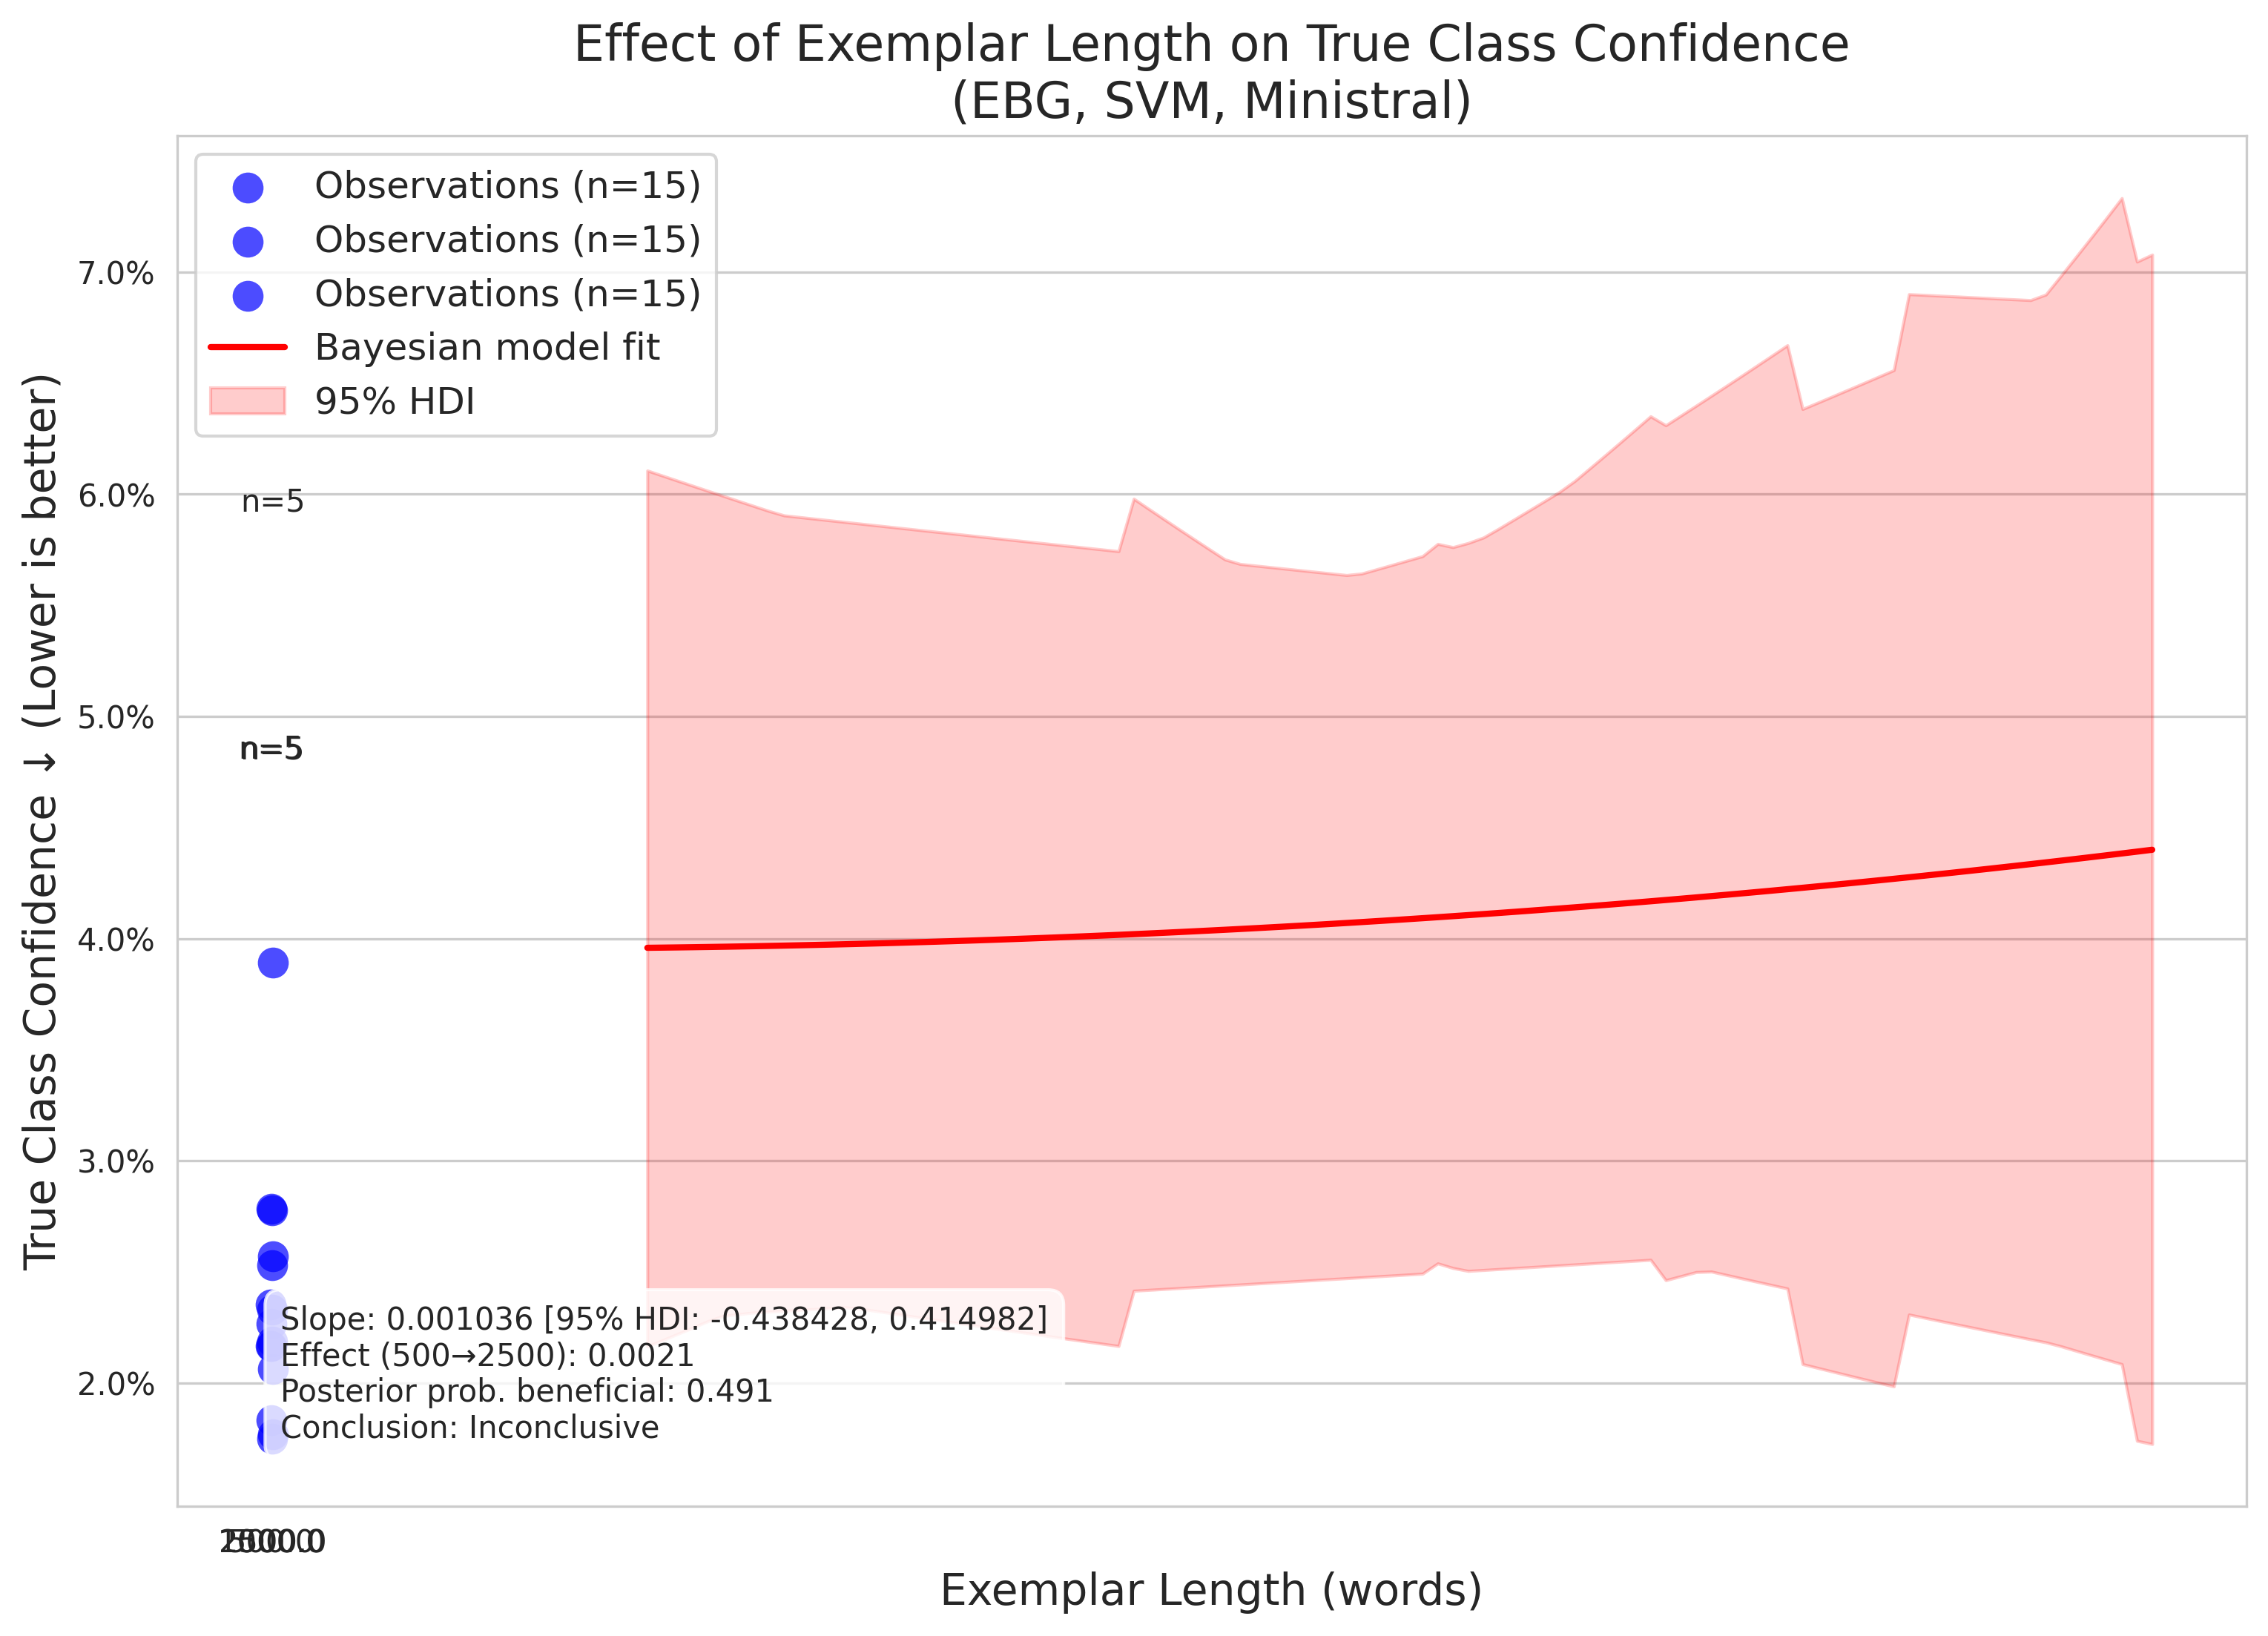 Effect of Exemplar Length on True Class Confidence
(EBG, SVM, Ministral)
Observations (n=15)
Observations (n=15)
Observations (n=15)
Bayesian model fit
95% HDI
True Class Confidence ↓ (Lower is better)
7.0%
6.0%
5.0%
4.0%
3.0%
2.0%
n=5
n=5
Slope: 0.001036 [95% HDI: -0.438428, 0.414982]
Effect (500→2500): 0.0021
Posterior prob. beneficial: 0.491
Conclusion: Inconclusive
Exemplar Length (words)